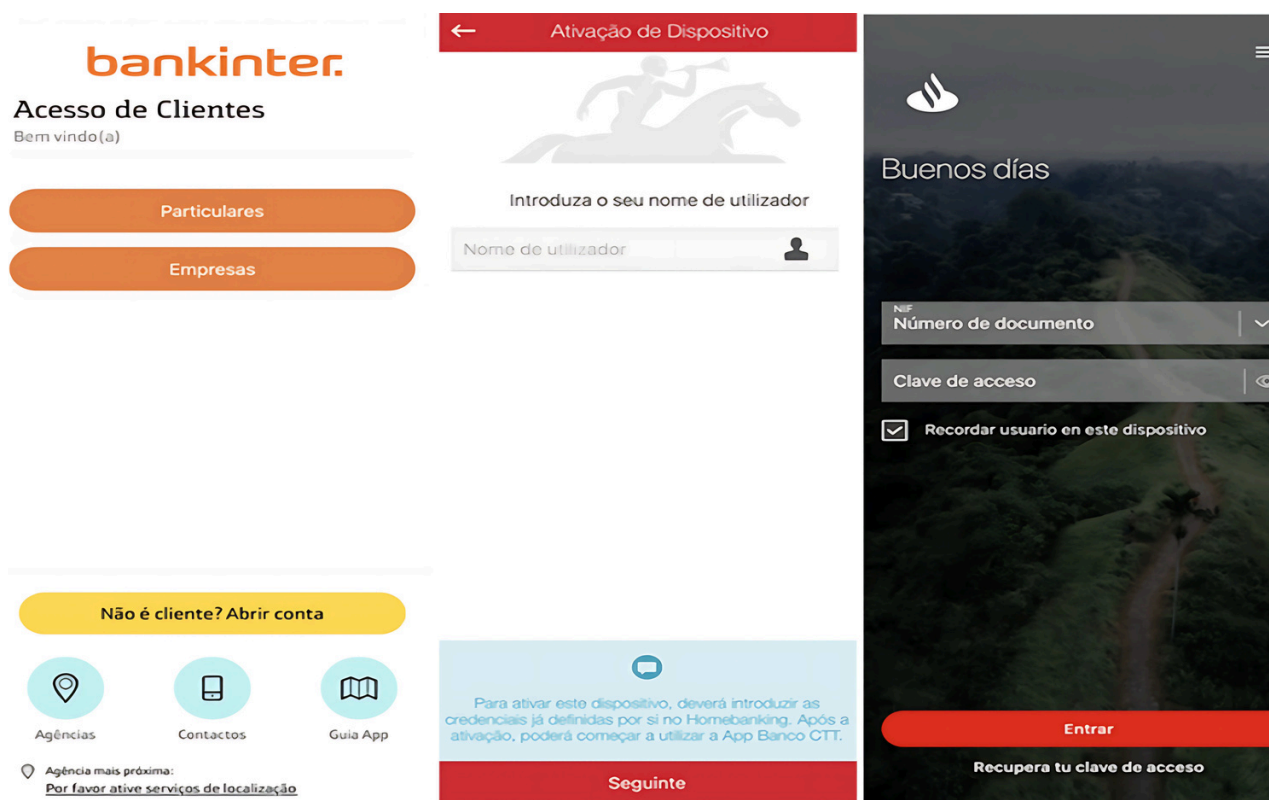 bankinter.
Acesso de Clientes
Bem vindo(a)
Particulares
Empresas
Não é cliente? Abrir conta
Agências
Contactos
Guia App
Agência mais próxima:
Por favor ative serviços de localização
Ativação de Dispositivo
Introduza o seu nome de utilizador
Nome de utilizador
Para ativar este dispositivo, deverá introduzir as
credenciais já definidas por si no Homebanking. Após a
ativação, poderá começar a utilizar a App Banco CTT.
Seguinte
Buenos días
NIF
Número de documento
Clave de acceso
Recordar usuario en este dispositivo
Entrar
Recupera tu clave de acceso